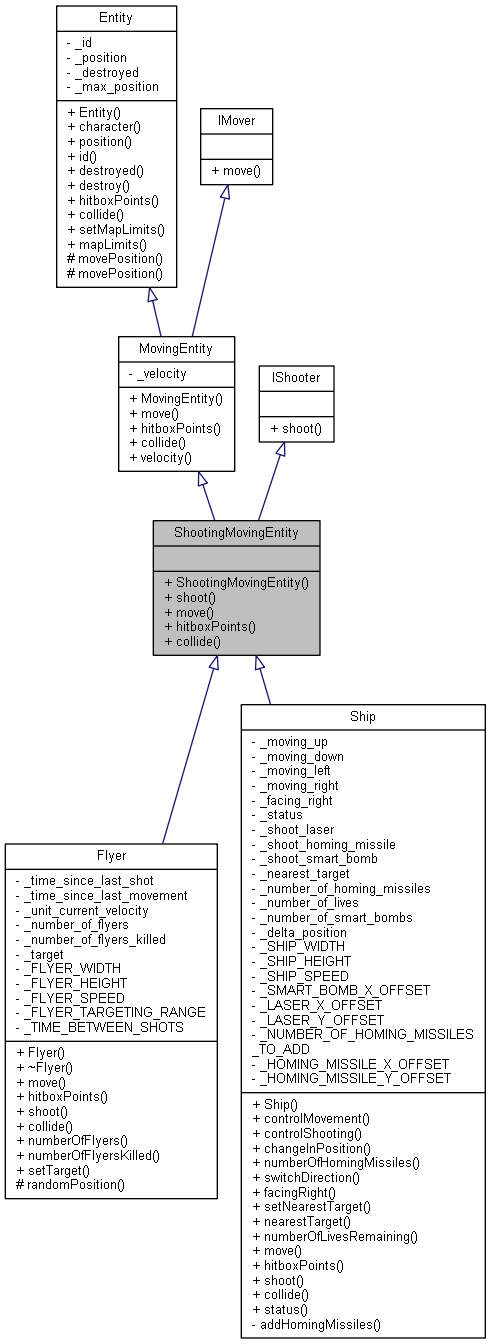 Entity
- _id
- _position
- _destroyed
- _max_position
+ Entity()
+ character()
+ position()
+ id()
+ destroyed()
+ destroy()
+ hitboxPoints()
+ collide()
+ setMapLimits()
+ mapLimits()
# movePosition()
# movePosition()
IMover
+ move()
MovingEntity
- _velocity
+ MovingEntity()
+ move()
+ hitboxPoints()
+ collide()
+ velocity()
IShooter
+ shoot()
ShootingMovingEntity
+ ShootingMovingEntity()
+ shoot()
+ move()
+ hitboxPoints()
+ collide()
Flyer
- _time_since_last_shot
- _time_since_last_movement
- _unit_current_velocity
- _number_of_flyers
- _number_of_flyers_killed
- _target
- _FLYER_WIDTH
- _FLYER_HEIGHT
- _FLYER_SPEED
- _FLYER_TARGETING_RANGE
- _TIME_BETWEEN_SHOTS
+ Flyer()
+ ~Flyer()
+ move()
+ hitboxPoints()
+ shoot()
+ collide()
+ numberOfFlyers()
+ numberOfFlyersKilled()
+ setTarget()
# randomPosition()
Ship
- _moving_up
- _moving_down
- _moving_left
- _moving_right
- _facing_right
- _status
- _shoot_laser
- _shoot_homing_missile
- _shoot_smart_bomb
- _nearest_target
- _number_of_homing_missiles
- _number_of_lives
- _number_of_smart_bombs
- _delta_position
- _SHIP_WIDTH
- _SHIP_HEIGHT
- _SHIP_SPEED
- _SMART_BOMB_X_OFFSET
- _LASER_X_OFFSET
- _LASER_Y_OFFSET
- _NUMBER_OF_HOMING_MISSILES
_TO_ADD
- _HOMING_MISSILE_X_OFFSET
- _HOMING_MISSILE_Y_OFFSET
+ Ship()
+ controlMovement()
+ controlShooting()
+ changeInPosition()
+ numberOfHomingMissiles()
+ switchDirection()
+ facingRight()
+ setNearestTarget()
+ nearestTarget()
+ numberOfLivesRemaining()
+ move()
+ hitboxPoints()
+ shoot()
+ collide()
+ status()
- addHomingMissiles()